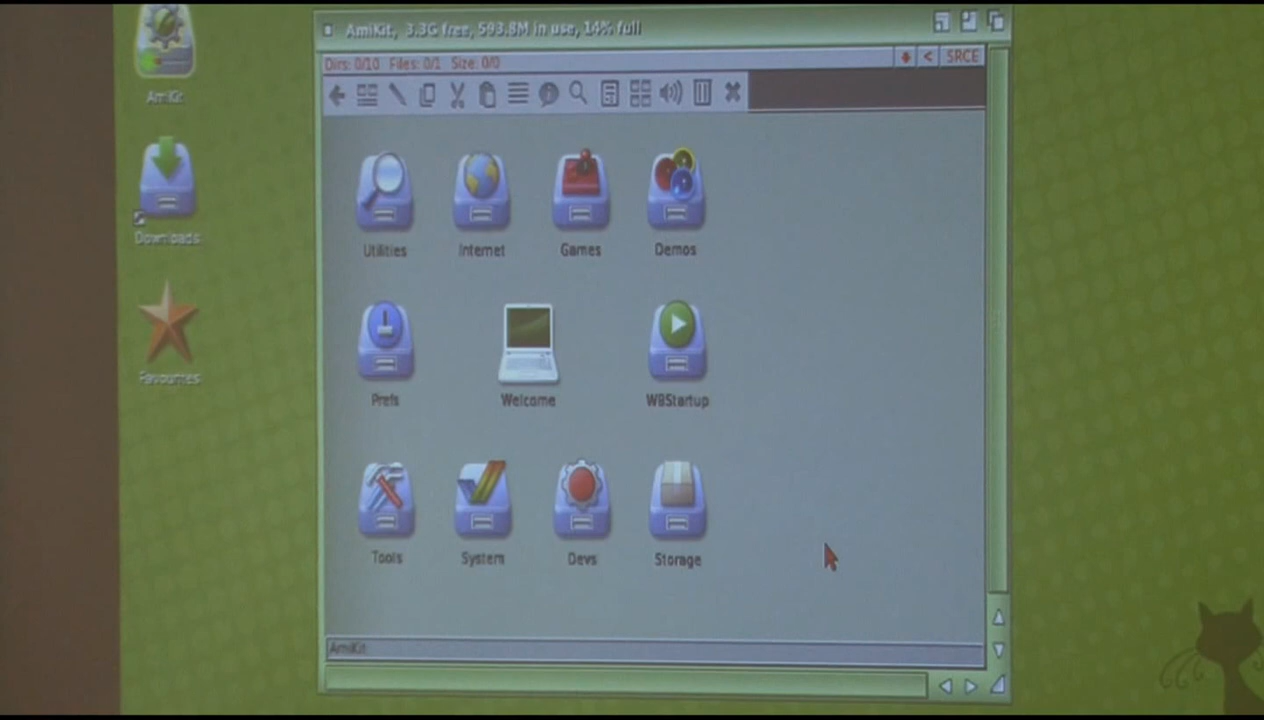 AmiKit, 3.3G free, 593.8M in use, 14% full
Dirs: 0/10 Files: 0/1 Size: 0/0
< SRCE
AmiKit
Utilities Internet Games Demos
Downloads
Favourites
Prefs Welcome WBStartup
Tools System Devs Storage
AmiKit